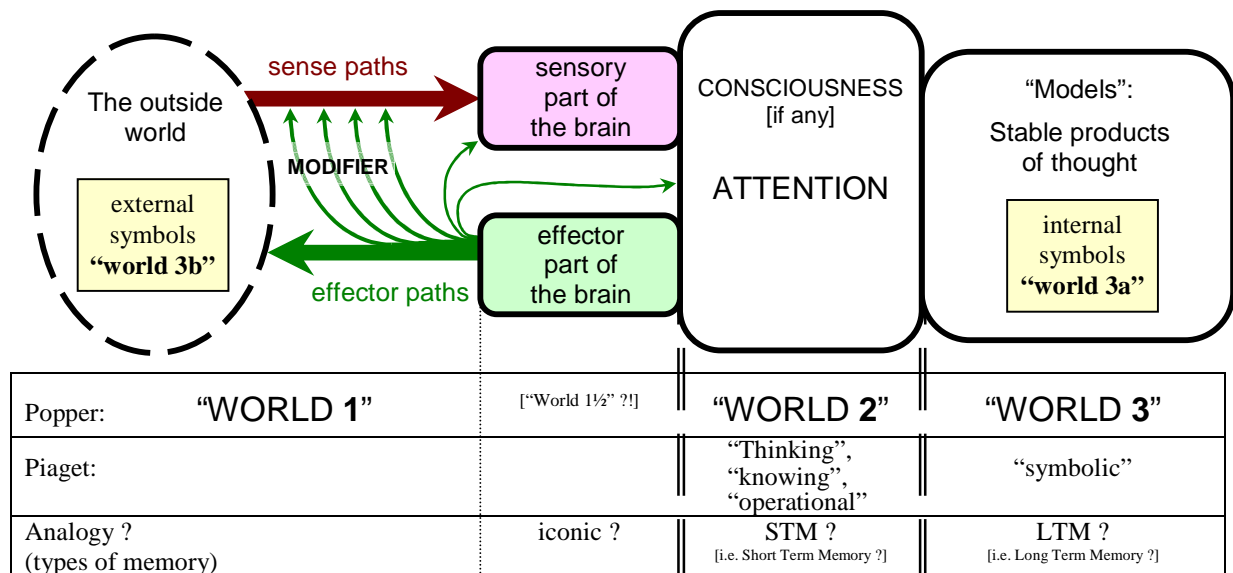 sense paths
The outside
world
MODIFIER
external
symbols
“world 3b”
effector paths
sensory
part of
the brain
effector
part of
the brain
CONSCIOUSNESS
[if any]
ATTENTION
“Models”:
Stable products
of thought
internal
symbols
“world 3a”
Popper: “WORLD 1” [“World 1½” ?!] “WORLD 2” “WORLD 3”
Piaget:
“Thinking”,
“knowing”,
“operational”
“symbolic”
Analogy ?
(types of memory)
iconic ?
STM ?
[i.e. Short Term Memory ?]
LTM ?
[i.e. Long Term Memory ?]